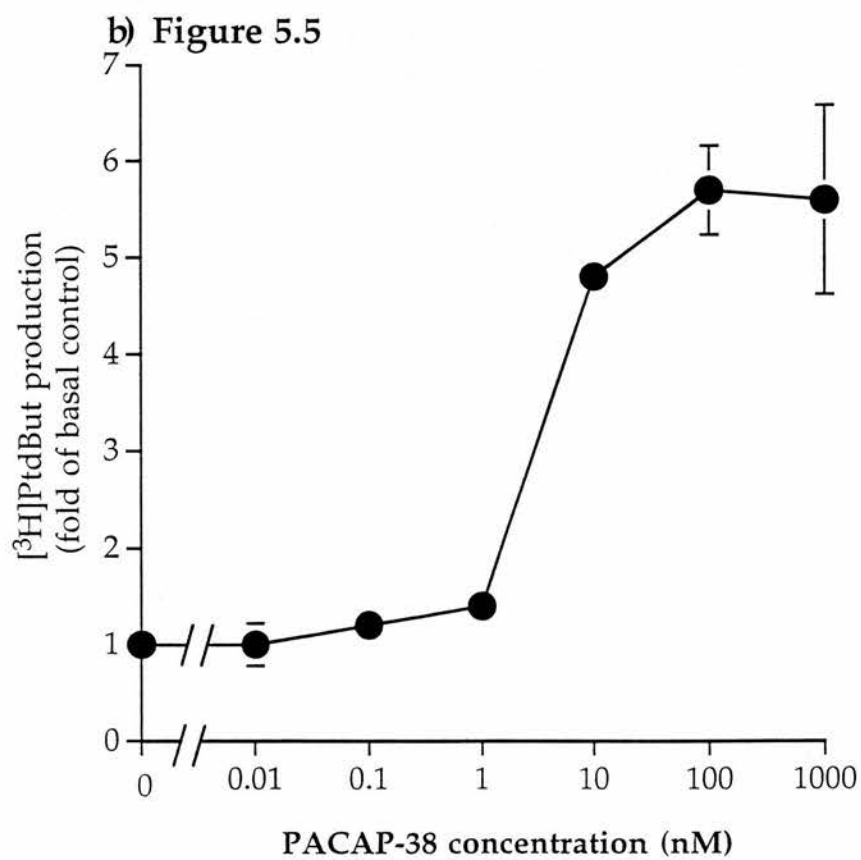 b) Figure 5.5
[³H]PtdBut production
(fold of basal control)
7
6
5
4
3
2
1
0
0 0.01 0.1 1 10 100 1000
PACAP-38 concentration (nM)